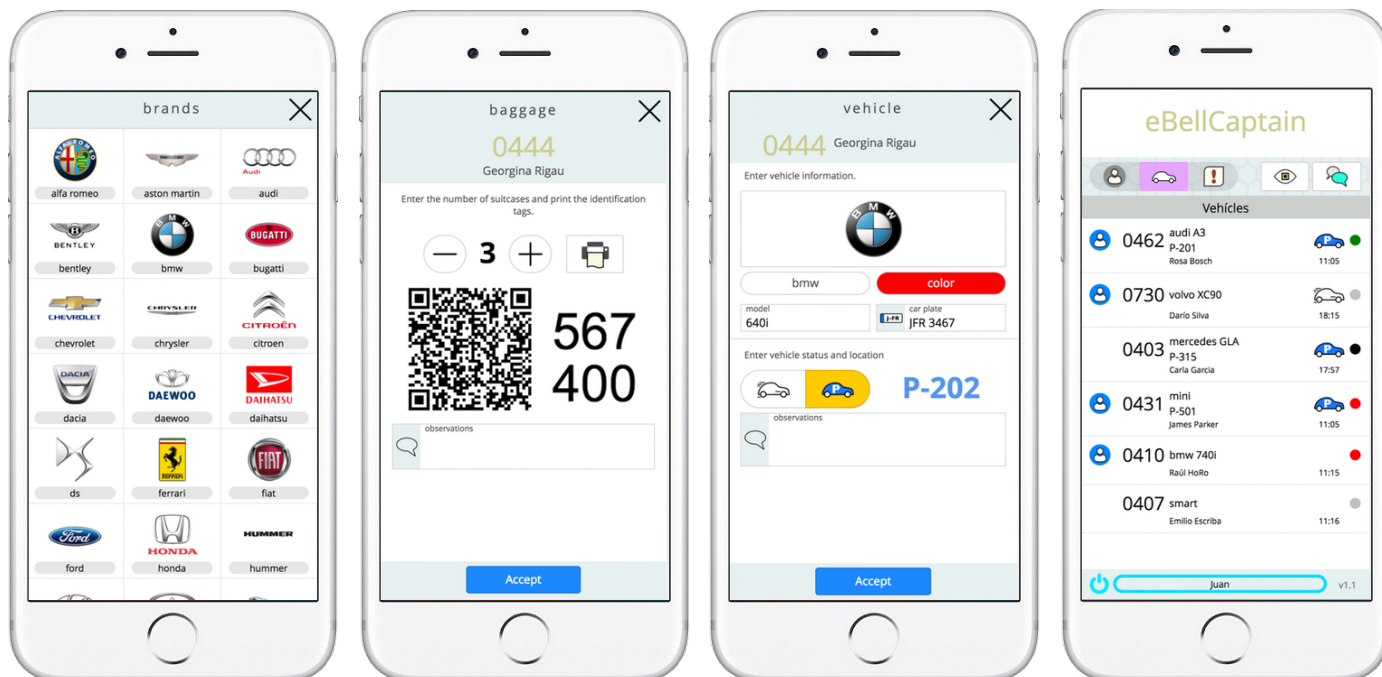 brands
alfa romeo
aston martin
Audi
audi
BENTLEY
bentley
BMW
bmw
BUGATTI
bugatti
CHEVROLET
chevrolet
CHRYSLER
chrysler
CITROËN
citroen
DACIA
dacia
DAEWOO
daewoo
DAIHATSU
daihatsu
ds
Ferrari
ferrari
FIAT
fiat
Ford
ford
HONDA
honda
HUMMER
hummer
baggage
0444
Georgina Rigau
Enter the number of suitcases and print the identification
tags.
3
567
400
observations
Accept
vehicle
0444 Georgina Rigau
Enter vehicle information.
BMW
bmw
color
model
640i
car plate
J-FR
JFR 3467
Enter vehicle status and location
P
P-202
observations
Accept
eBellCaptain
Vehícles
0462 audi A3
P-201
Rosa Bosch
P
11:05
0730 volvo XC90
Darío Silva
18:15
0403 mercedes GLA
P-315
Carla Garcia
P
17:57
0431 mini
P-501
James Parker
P
11:05
0410 bmw 740i
Raúl HoRo
11:15
0407 smart
Emilio Escriba
11:16
Juan
v1.1